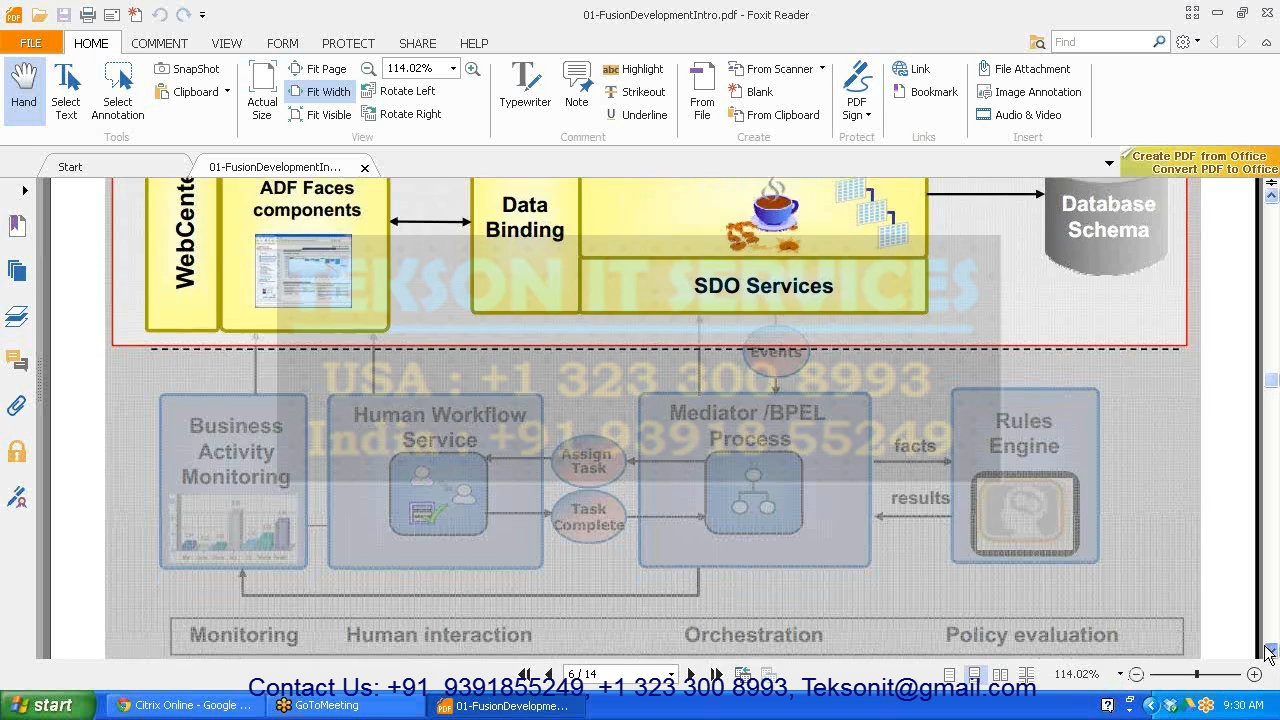 01-FusionDevelopmentIntro.pdf - Foxit Reader
FILE HOME COMMENT VIEW FORM PROTECT SHARE HELP Find
Hand
Select Text
Select Annotation
SnapShot
Clipboard
Tools
Actual Size
Fit Page
Fit Width
Fit Visible
114.02%
Rotate Left
Rotate Right
View
Typewriter
Note
Highlight
Strikeout
Underline
Comment
From File
From Scanner
Blank
From Clipboard
Create
PDF Sign
Protect
Link
Bookmark
Links
File Attachment
Image Annotation
Audio & Video
Insert
Start
01-FusionDevelopmentIn...
Create PDF from Office
Convert PDF to Office
WebCente
ADF Faces
components
Data
Binding
SDO Services
Database
Schema
TEKSON IT SERVICES
USA : +1 323 300 8993
India : +91 9391855249
Events
Business
Activity
Monitoring
Human Workflow
Service
Assign
Task
Task
Complete
Mediator /BPEL
Process
facts
results
Rules
Engine
Monitoring Human interaction Orchestration Policy evaluation
6 / 14
114.02%
Contact Us: +91 9391855249, +1 323 300 8993, Teksonit@gmail.com
start
Citrix Online - Google ...
GoToMeeting
01-FusionDevelopme...
9:30 AM